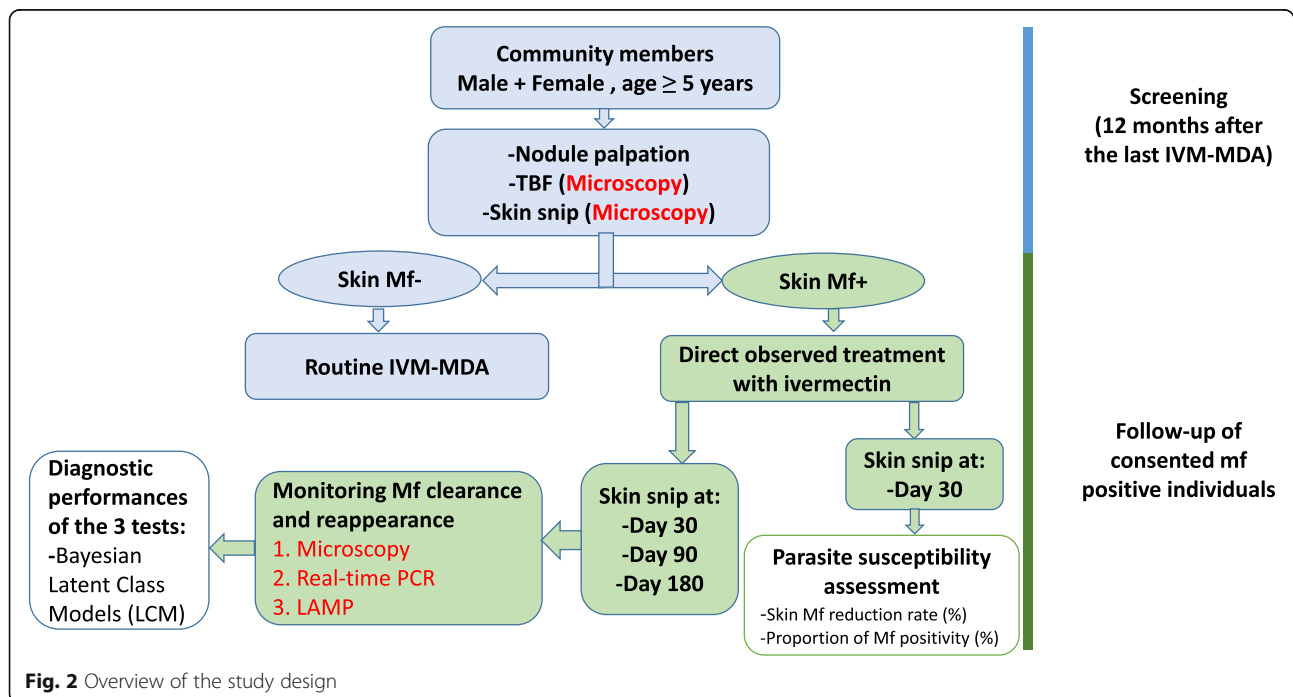 Community members
Male + Female , age ≥ 5 years
Screening
(12 months after
the last IVM-MDA)
-Nodule palpation
-TBF (Microscopy)
-Skin snip (Microscopy)
Skin Mf-
Skin Mf+
Routine IVM-MDA
Direct observed treatment
with ivermectin
Follow-up of
consented mf
positive individuals
Skin snip at:
-Day 30
Parasite susceptibility
assessment
-Skin Mf reduction rate (%)
-Proportion of Mf positivity (%)
Skin snip at:
-Day 30
-Day 90
-Day 180
Monitoring Mf clearance
and reappearance
1. Microscopy
2. Real-time PCR
3. LAMP
Diagnostic
performances
of the 3 tests:
-Bayesian
Latent Class
Models (LCM)
Fig. 2 Overview of the study design